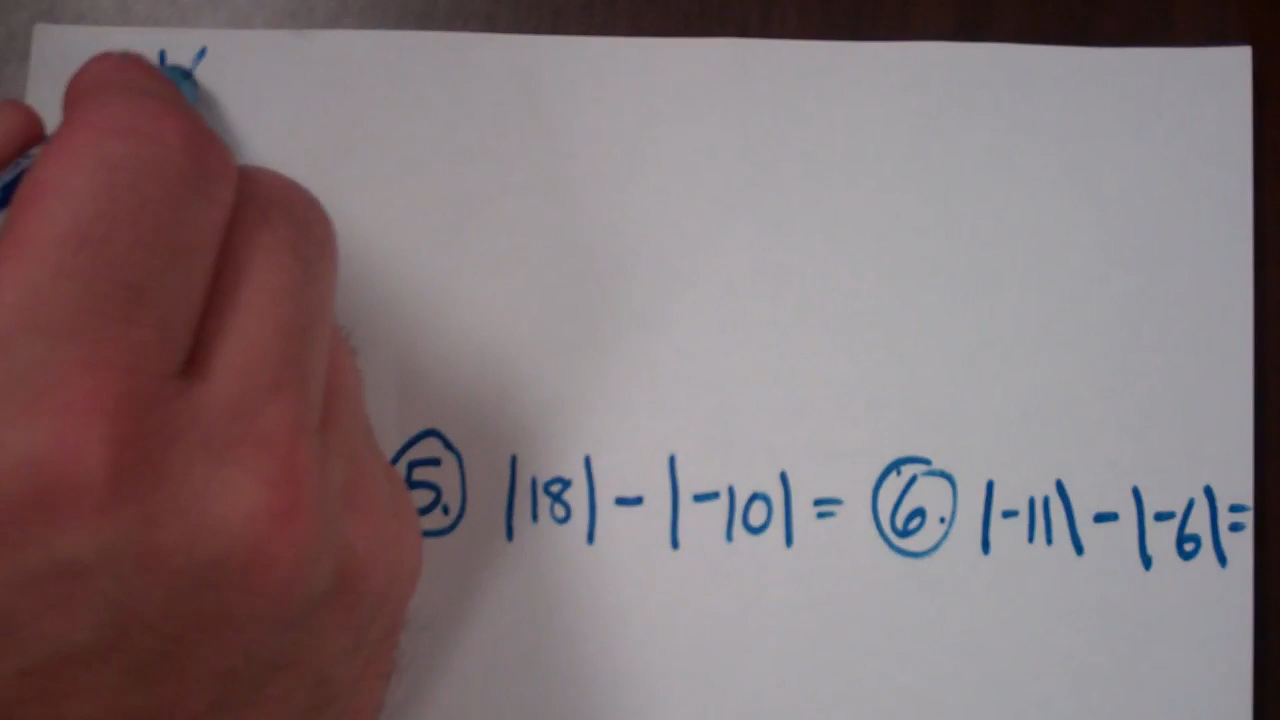 5. |18| - |-10| = 6. |-11| - |-6| =